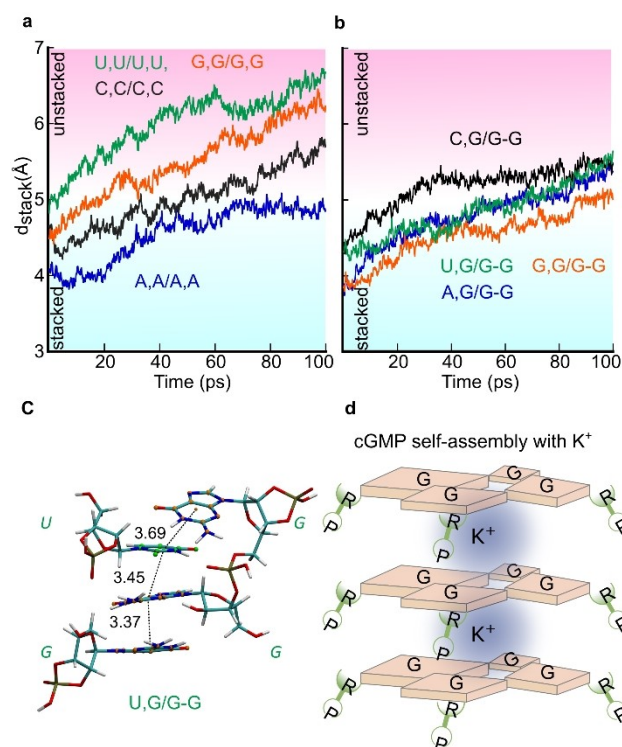 a
7
6
5
4
3
dstack(Å)
unstacked
stacked
U,U/U,U,
G,G/G,G
C,C/C,C
A,A/A,A
20
40
60
80
100
Time (ps)
b
unstacked
stacked
C,G/G-G
U,G/G-G
G,G/G-G
A,G/G-G
20
40
60
80
100
Time (ps)
C
U
G
3.69
3.45
3.37
G
G
U,G/G-G
d
cGMP self-assembly with K+
G
G
G
G
R
P
R
P
R
P
K+
G
G
G
G
R
P
R
P
R
P
K+
G
G
G
G
R
P
R
P
R
P